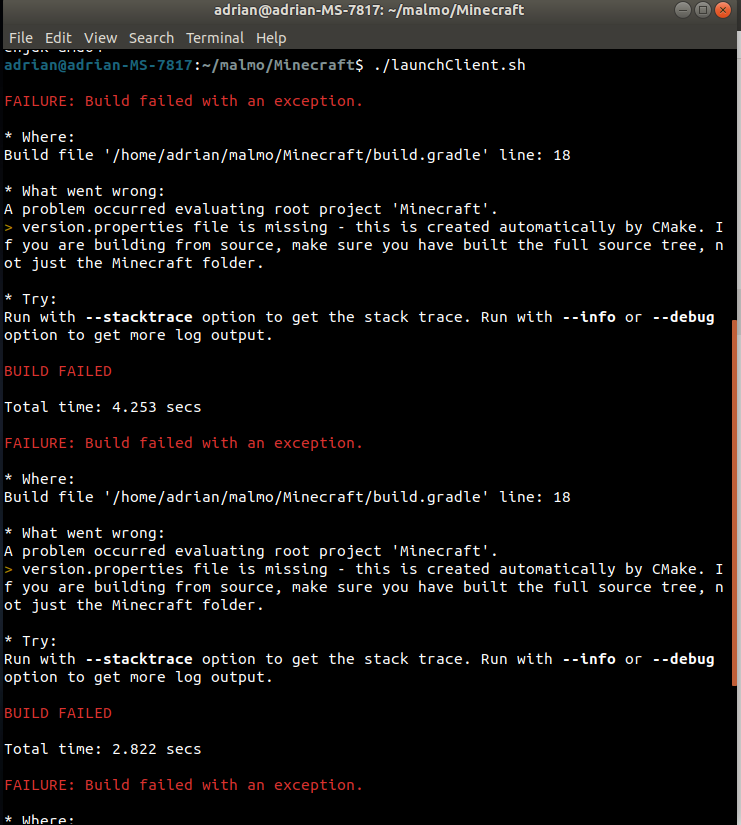 adrian@adrian-MS-7817: ~/malmo/Minecraft
File Edit View Search Terminal Help
adrian@adrian-MS-7817:~/malmo/Minecraft$ ./launchClient.sh
FAILURE: Build failed with an exception.
* Where:
Build file '/home/adrian/malmo/Minecraft/build.gradle' line: 18
* What went wrong:
A problem occurred evaluating root project 'Minecraft'.
> version.properties file is missing - this is created automatically by CMake. I
f you are building from source, make sure you have built the full source tree, n
ot just the Minecraft folder.
* Try:
Run with --stacktrace option to get the stack trace. Run with --info or --debug
option to get more log output.
BUILD FAILED
Total time: 4.253 secs
FAILURE: Build failed with an exception.
* Where:
Build file '/home/adrian/malmo/Minecraft/build.gradle' line: 18
* What went wrong:
A problem occurred evaluating root project 'Minecraft'.
> version.properties file is missing - this is created automatically by CMake. I
f you are building from source, make sure you have built the full source tree, n
ot just the Minecraft folder.
* Try:
Run with --stacktrace option to get the stack trace. Run with --info or --debug
option to get more log output.
BUILD FAILED
Total time: 2.822 secs
FAILURE: Build failed with an exception.
* Where: